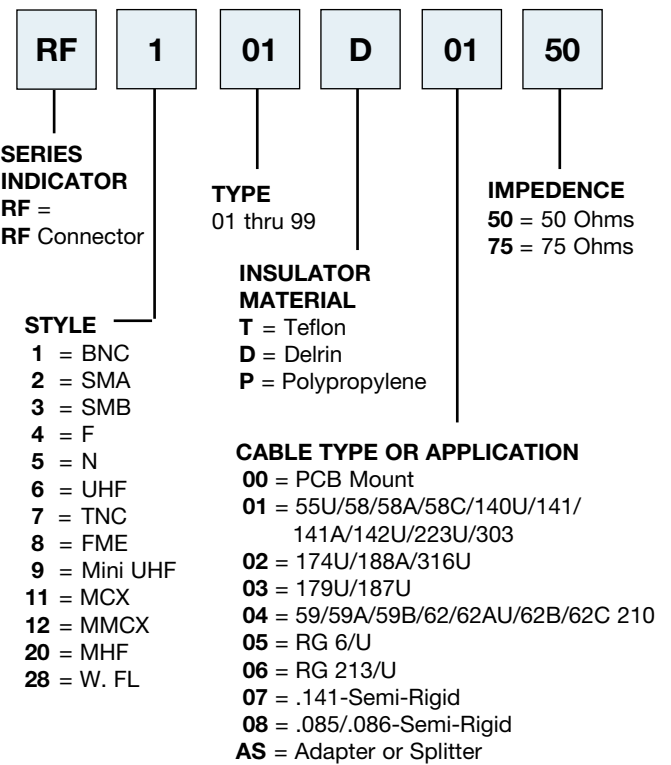 RF 1 01 D 01 50
SERIES
INDICATOR
RF =
RF Connector
TYPE
01 thru 99
IMPEDENCE
50 = 50 Ohms
75 = 75 Ohms
INSULATOR
MATERIAL
T = Teflon
D = Delrin
P = Polypropylene
STYLE
1 = BNC
2 = SMA
3 = SMB
4 = F
5 = N
6 = UHF
7 = TNC
8 = FME
9 = Mini UHF
11 = MCX
12 = MMCX
20 = MHF
28 = W. FL
CABLE TYPE OR APPLICATION
00 = PCB Mount
01 = 55U/58/58A/58C/140U/141/
141A/142U/223U/303
02 = 174U/188A/316U
03 = 179U/187U
04 = 59/59A/59B/62/62AU/62B/62C 210
05 = RG 6/U
06 = RG 213/U
07 = .141-Semi-Rigid
08 = .085/.086-Semi-Rigid
AS = Adapter or Splitter